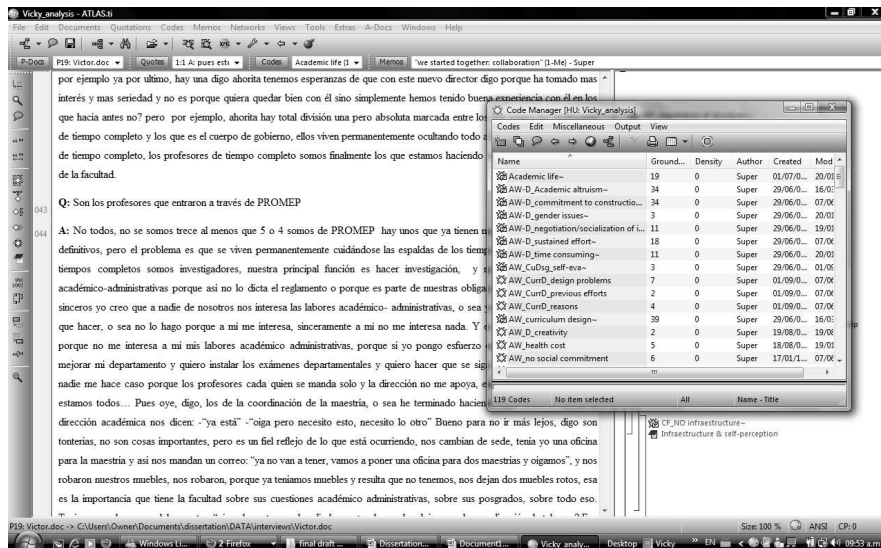 Vicky_analysis - ATLAS.ti
File Edit Documents Quotations Codes Memos Networks Views Tools Extras A-Docs Windows Help
P-Docs P19: Victor.doc Quotes 1:1 A: pues esti Codes Academic life (1 Memos "we started together: collaboration" (1-Me) - Super
por ejemplo ya por ultimo, hay una digo ahorita tenemos esperanzas de que con este nuevo director digo porque ha tomado mas
interés y mas seriedad y no es porque quiera quedar bien con él sino simplemente hemos tenido buena experiencia con él en los
que hacia antes no? pero por ejemplo, ahorita hay total división una pero absoluta marcada entre los
de tiempo completo y los que es el cuerpo de gobierno, ellos viven permanentemente ocultando todo a
de tiempo completo, los profesores de tiempo completo somos finalmente los que estamos haciendo
de la facultad.
043 Q: Son los profesores que entraron a través de PROMEP
044 A: No todos, no se somos trece al menos que 5 o 4 somos de PROMEP hay unos que ya tienen
definitivos, pero el problema es que se viven permanentemente cuidándose las espaldas de los tiemp
tiempos completos somos investigadores, nuestra principal función es hacer investigación, y
académico-administrativas porque asi no lo dicta el reglamento o porque es parte de nuestras obliga
sinceros yo creo que a nadie de nosotros nos interesa las labores académico- administrativas, o sea
que hacer, o sea no lo hago porque a mi me interesa, sinceramente a mi no me interesa nada. Y
porque no me interesa a mi mis labores académico administrativas, porque si yo pongo esfuerzo
mejorar mi departamento y quiero instalar los exámenes departamentales y quiero hacer que se sig
nadie me hace caso porque los profesores cada quien se manda solo y la dirección no me apoya,
estamos todos… Pues oye, digo, los de la coordinación de la maestria, o sea he terminado hacien
dirección académica nos dicen: -“ya está” -“oiga pero necesito esto, necesito lo otro” Bueno para no ir más lejos, digo son
tonterias, no son cosas importantes, pero es un fiel reflejo de lo que está ocurriendo, nos cambian de sede, tenia yo una oficina
para la maestria y asi nos mandan un correo: “ya no van a tener, vamos a poner una oficina para dos maestrias y oigamos”, y nos
robaron nuestros muebles, nos robaron, porque ya teniamos muebles y resulta que no tenemos, nos dejan dos muebles rotos, esa
es la importancia que tiene la facultad sobre sus cuestiones académico administrativas, sobre sus posgrados, sobre todo eso.
Code Manager [HU: Vicky_analysis]
Codes Edit Miscellaneous Output View
Name Ground... Density Author Created Mod
Academic life~ 19 0 Super 01/07/0... 20/01
AW-D_Academic altruism~ 34 0 Super 29/06/0... 16/0
AW-D_commitment to constructio... 34 0 Super 29/06/0... 07/0
AW-D_gender issues~ 3 0 Super 29/06/0... 20/01
AW-D_negotiation/socialization of i... 11 0 Super 29/06/0... 19/01
AW-D_sustained effort~ 18 0 Super 29/06/0... 07/0
AW-D_time consuming~ 11 0 Super 29/06/0... 20/01
AW_CuDsg_self-eva~ 3 0 Super 29/06/0... 01/09
AW_CurrD_design problems 7 0 Super 01/09/0... 07/0
AW_CurrD_previous efforts 2 0 Super 01/09/0... 07/0
AW_CurrD_reasons 4 0 Super 01/09/0... 07/0
AW_curriculum design~ 39 0 Super 29/06/0... 16/0
AW_D_creativity 2 0 Super 19/08/0... 19/08
AW_health cost 5 0 Super 18/08/0... 19/01
AW_no social commitment 6 0 Super 17/01/1... 07/0
119 Codes No item selected All Name - Title
CF_NO infraestructure~
Infraestructure & self-perception
P19: Victor.doc -> C:\Users\Owner\Documents\dissertation\DATA\interviews\Victor.doc Size: 100 % ANSI CP: 0
Windows Li... 2 Firefox final draft ... Dissertation... Document1... Vicky_analy... Desktop Vicky EN 09:53 a.m.